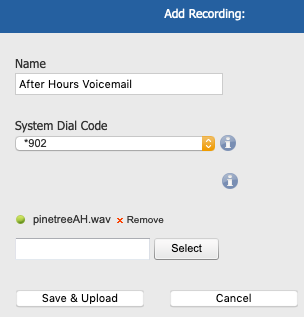 Add Recording:
Name
After Hours Voicemail
System Dial Code
*902
pinetreeAH.wav x Remove
Select
Save & Upload Cancel